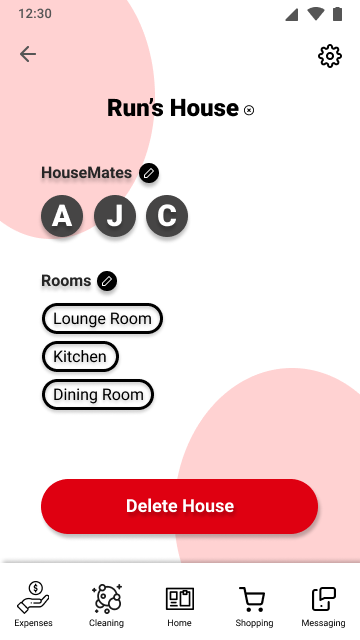 12:30
Run's House
HouseMates
A J C
Rooms
Lounge Room
Kitchen
Dining Room
Delete House
Expenses Cleaning Home Shopping Messaging